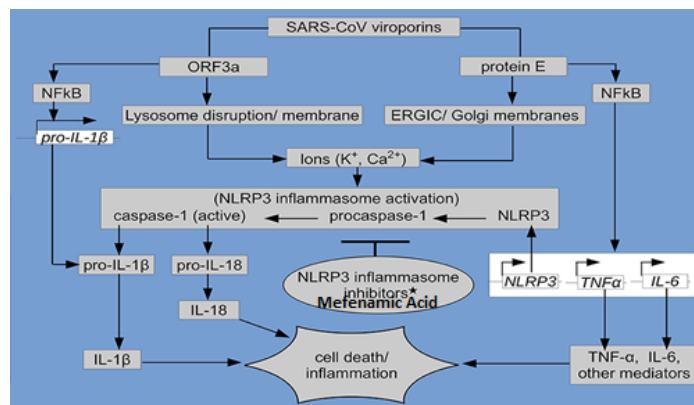 SARS-CoV viroporins
ORF3a
protein E
NFkB
NFkB
Lysosome disruption/ membrane
ERGIC/ Golgi membranes
pro-IL-1β
Ions (K⁺, Ca²⁺)
(NLRP3 inflammasome activation)
caspase-1 (active)
procaspase-1
NLRP3
pro-IL-1β
pro-IL-18
NLRP3 inflammasome
inhibitors★
Mefenamic Acid
NLRP3
TNFα
IL-6
IL-18
IL-1β
cell death/
inflammation
TNF-α, IL-6,
other mediators